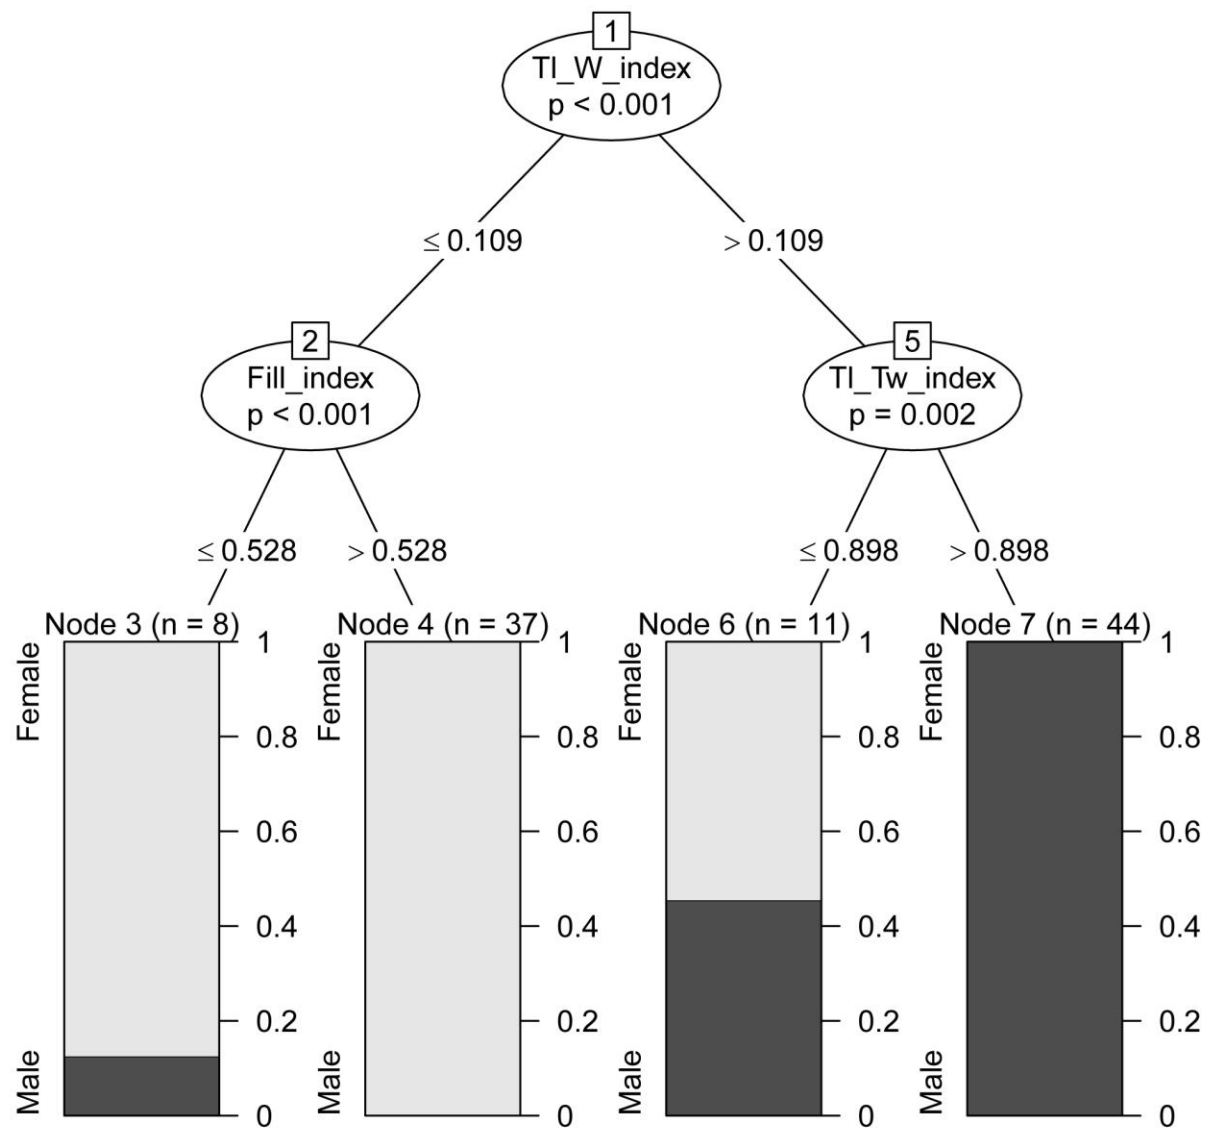 1
Tl_W_index
p < 0.001
≤ 0.109
> 0.109
2
Fill_index
p < 0.001
5
Tl_Tw_index
p = 0.002
≤ 0.528
> 0.528
≤ 0.898
> 0.898
Node 3 (n = 8)
Female
Male
1
0.8
0.6
0.4
0.2
0
Node 4 (n = 37)
Female
Male
1
0.8
0.6
0.4
0.2
0
Node 6 (n = 11)
Female
Male
1
0.8
0.6
0.4
0.2
0
Node 7 (n = 44)
Female
Male
1
0.8
0.6
0.4
0.2
0